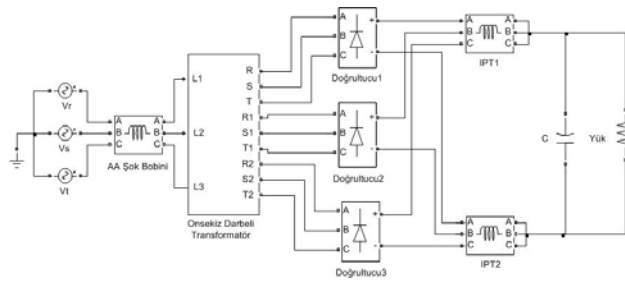 Vr
Vs
Vt
A A
B B
C C
AA Şok Bobini
L1
L2
L3
R
S
T
R1
S1
T1
R2
S2
T2
Onsekiz Darbeli
Transformatör
A +
B
C -
Doğrultucu1
A +
B
C -
Doğrultucu2
A +
B
C -
Doğrultucu3
A A
B B
C C
IPT1
A A
B B
C C
IPT2
C
Yük